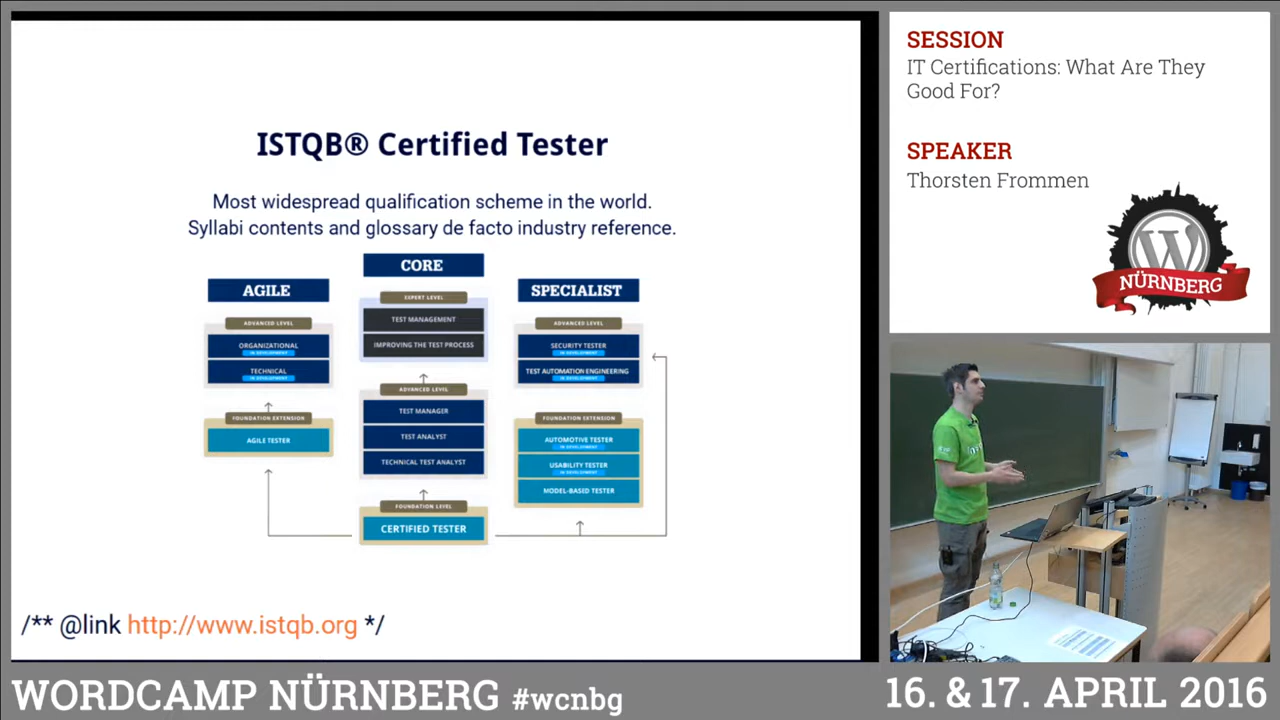 ISTQB® Certified Tester
Most widespread qualification scheme in the world.
Syllabi contents and glossary de facto industry reference.
AGILE
ADVANCED LEVEL
ORGANIZATIONAL
IN DEVELOPMENT
TECHNICAL
IN DEVELOPMENT
FOUNDATION EXTENSION
AGILE TESTER
CORE
EXPERT LEVEL
TEST MANAGEMENT
IMPROVING THE TEST PROCESS
ADVANCED LEVEL
TEST MANAGER
TEST ANALYST
TECHNICAL TEST ANALYST
FOUNDATION LEVEL
CERTIFIED TESTER
SPECIALIST
ADVANCED LEVEL
SECURITY TESTER
IN DEVELOPMENT
TEST AUTOMATION ENGINEERING
IN DEVELOPMENT
FOUNDATION EXTENSION
AUTOMOTIVE TESTER
IN DEVELOPMENT
USABILITY TESTER
IN DEVELOPMENT
MODEL-BASED TESTER
/** @link http://www.istqb.org */
SESSION
IT Certifications: What Are They
Good For?
SPEAKER
Thorsten Frommen
NÜRNBERG
WORDCAMP NÜRNBERG #wcnbg
16. & 17. APRIL 2016